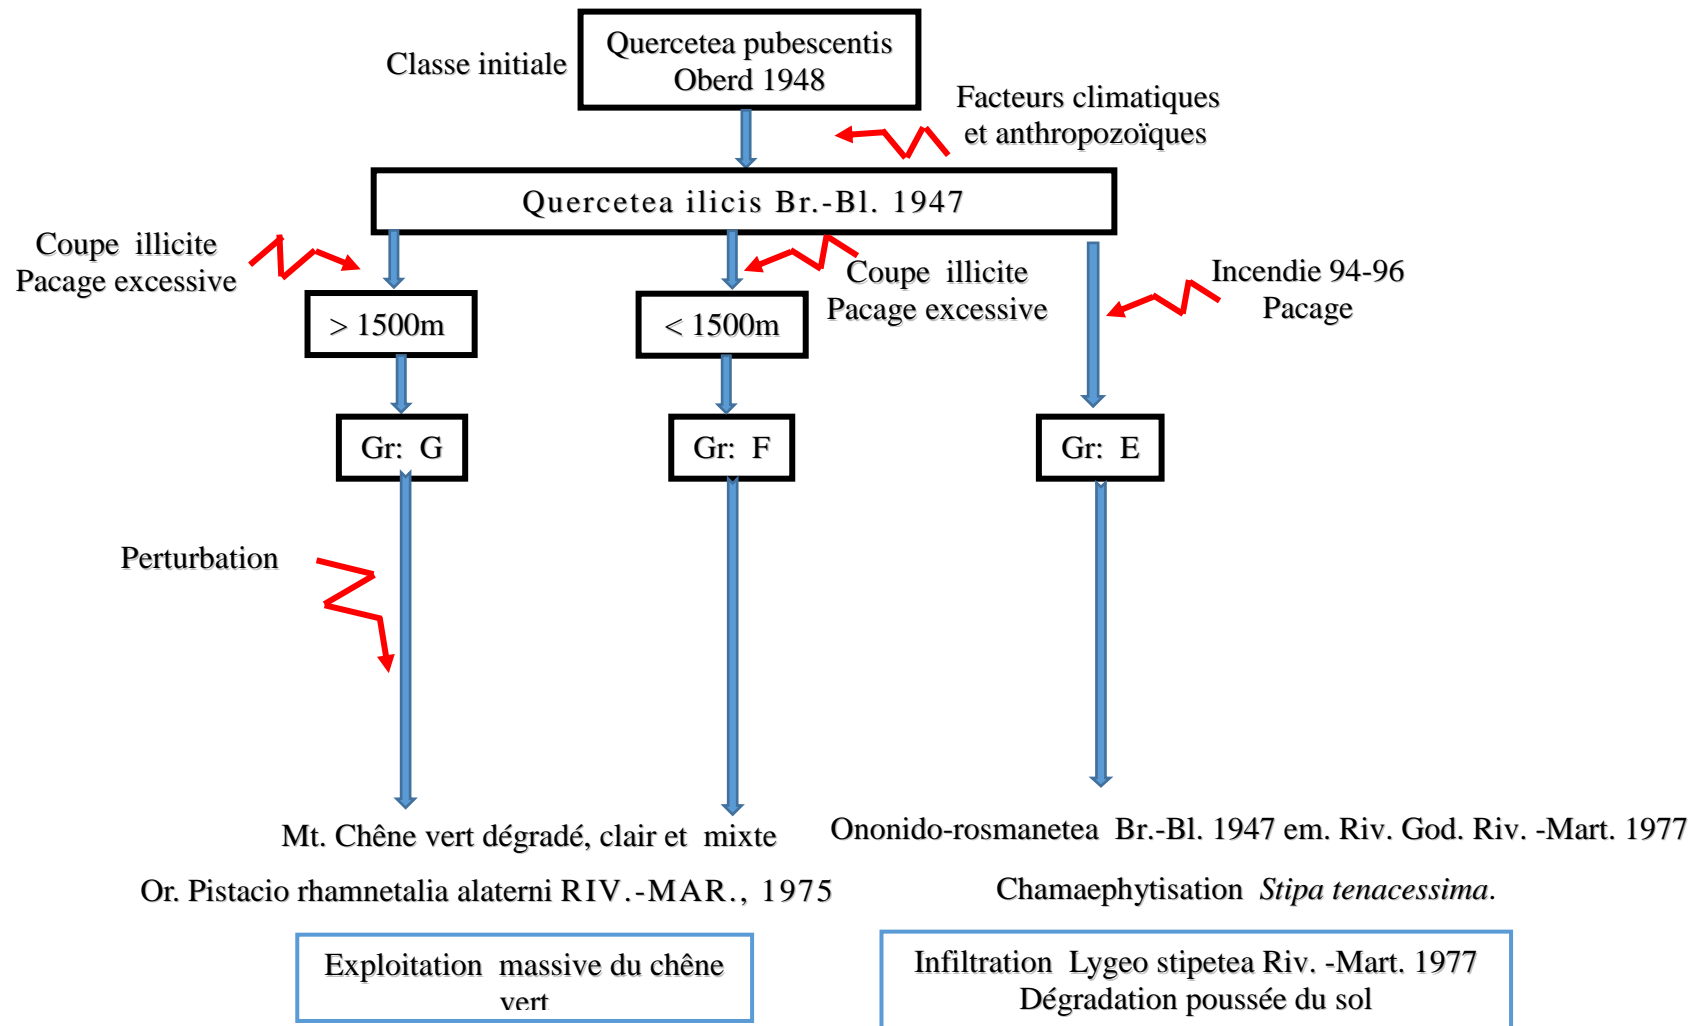 Classe initiale
Quercetea pubescentis
Oberd 1948
Facteurs climatiques
et anthropozoïques
Quercetea ilicis Br.-Bl. 1947
Coupe illicite
Pacage excessive
Coupe illicite
Pacage excessive
Incendie 94-96
Pacage
> 1500m
< 1500m
Gr: G
Gr: F
Gr: E
Perturbation
Mt. Chêne vert dégradé, clair et mixte
Or. Pistacio rhamnetalia alaterni RIV.-MAR., 1975
Ononido-rosmanetea Br.-Bl. 1947 em. Riv. God. Riv. -Mart. 1977
Chamaephytisation Stipa tenacessima.
Exploitation massive du chêne
vert
Infiltration Lygeo stipetea Riv. -Mart. 1977
Dégradation poussée du sol